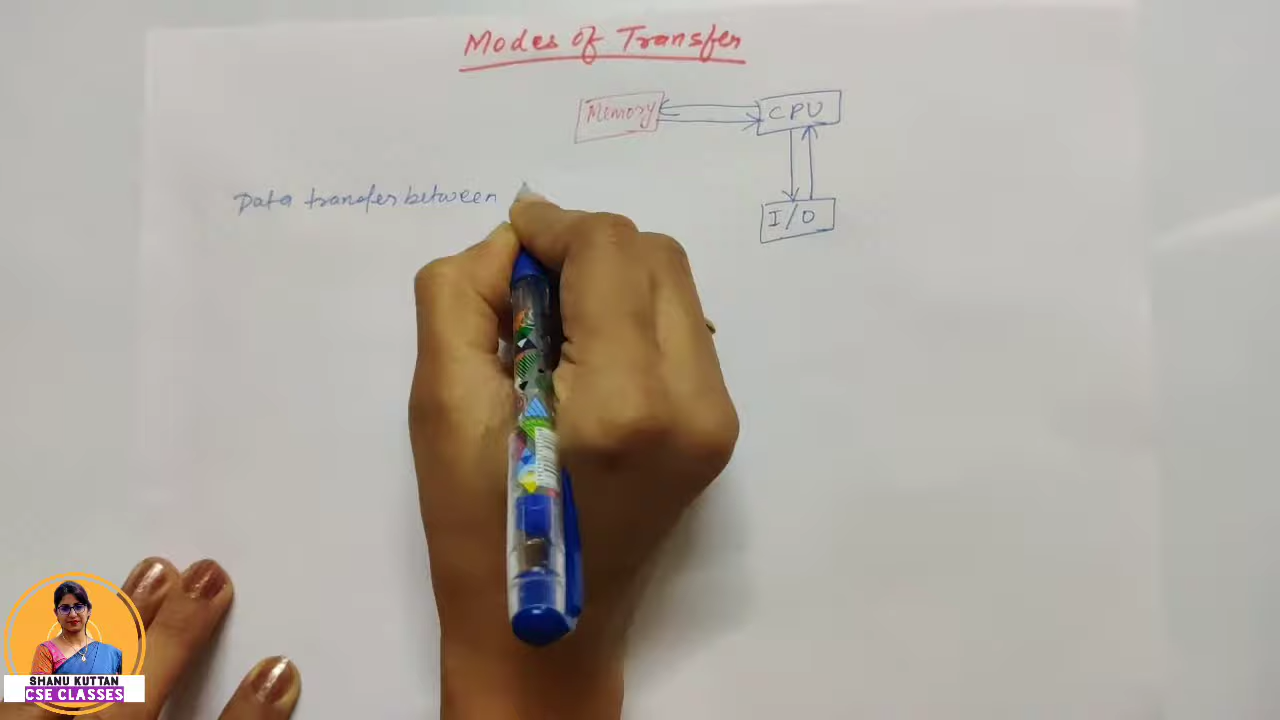 Modes of Transfer
Memory
CPU
Data transfer between
I/O
SHANU KUTTAN
CSE CLASSES